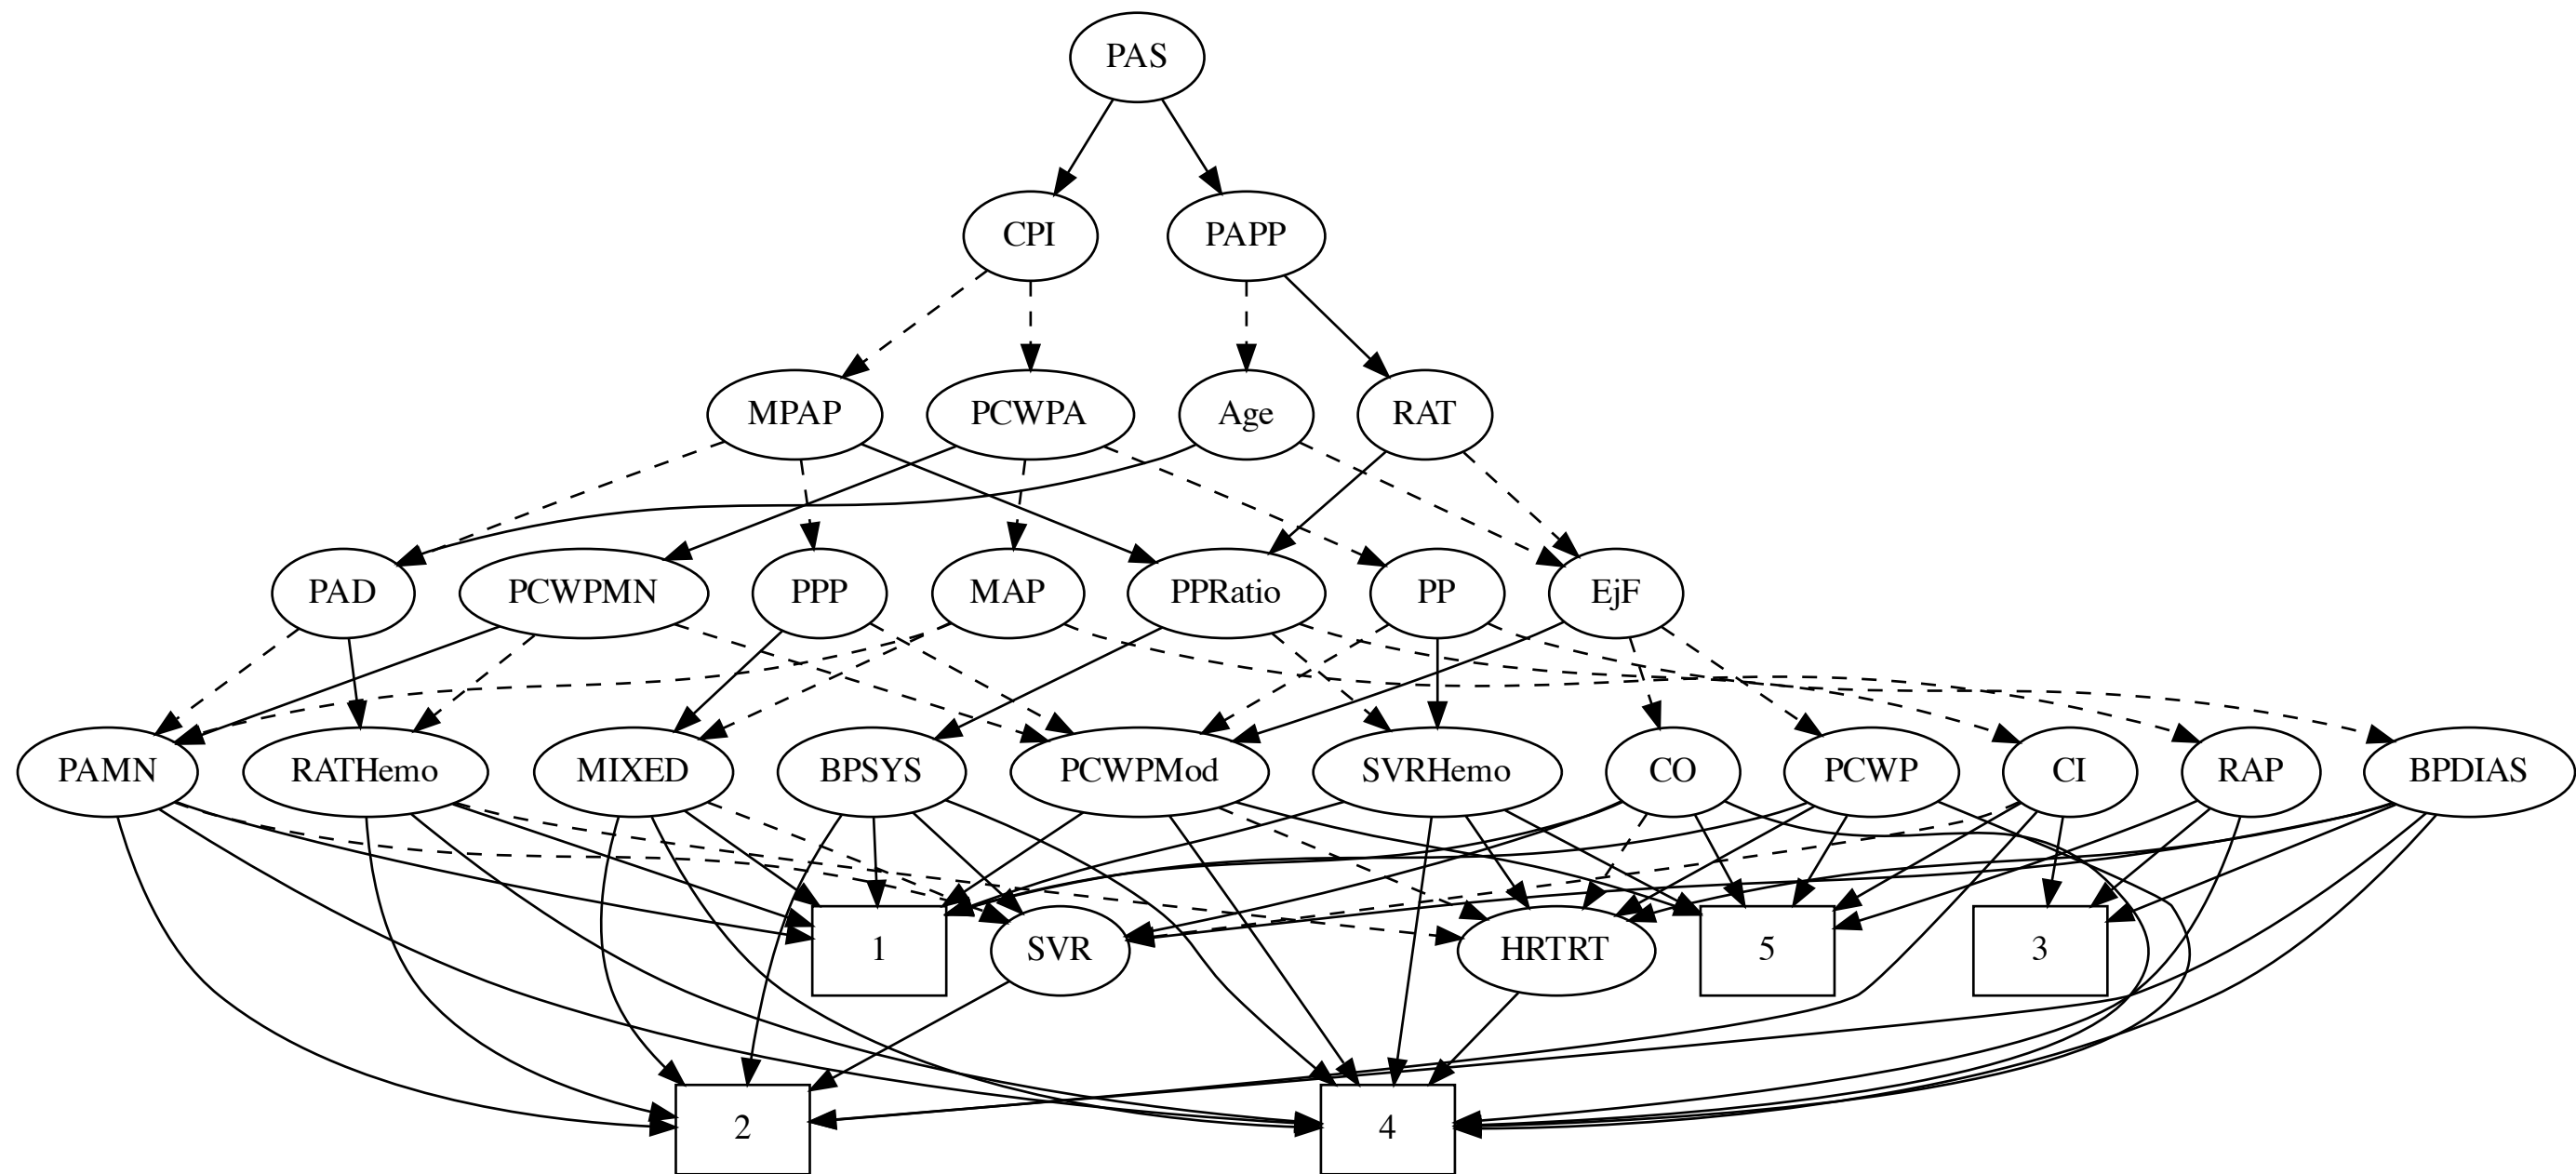 PAS
CPI
PAPP
MPAP
PCWPA
Age
RAT
PAD
PCWPMN
PPP
MAP
PPRatio
PP
EjF
PAMN
RATHemo
MIXED
BPSYS
PCWPMod
SVRHemo
CO
PCWP
CI
RAP
BPDIAS
1
SVR
HRTRT
5
3
2
4